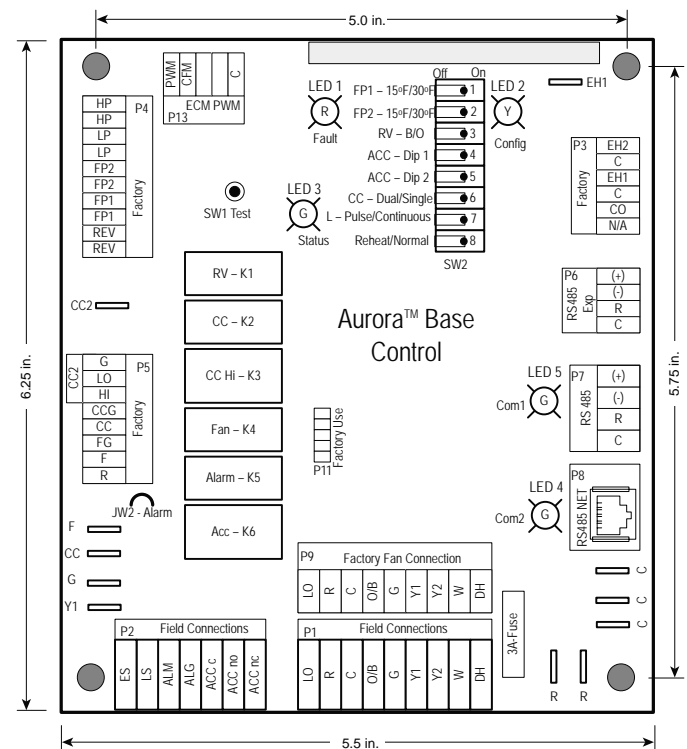 5.0 in.
6.25 in.
5.75 in.
5.5 in.
PWM
CFM
C
ECM PWM
P13
LED 1
R
Fault
Off On
FP1 – 15ºF/30ºF 1
FP2 – 15ºF/30ºF 2
RV – B/O 3
ACC – Dip 1 4
ACC – Dip 2 5
CC – Dual/Single 6
L – Pulse/Continuous 7
Reheat/Normal 8
SW2
LED 2
Y
Config
EH1
HP
HP
LP
LP
FP2
FP2
FP1
FP1
REV
REV
P4
Factory
SW1 Test
LED 3
G
Status
P3
Factory
EH2
C
EH1
C
CO
N/A
CC2
RV – K1
CC – K2
CC Hi – K3
Fan – K4
Alarm – K5
Acc – K6
Aurora™ Base
Control
P6
RS485
Exp
(+)
(-)
R
C
CC2
G
LO
HI
CCG
CC
FG
F
R
P5
Factory
LED 5
Com1
G
P7
RS 485
(+)
(-)
R
C
P11
Factory Use
JW2 - Alarm
LED 4
Com2
G
P8
RS485 NET
F
CC
G
Y1
P9 Factory Fan Connection
LO
R
C
O/B
G
Y1
Y2
W
DH
C
C
C
P2 Field Connections
ES
LS
ALM
ALG
ACC c
ACC no
ACC nc
P1 Field Connections
LO
R
C
O/B
G
Y1
Y2
W
DH
3A-Fuse
R
R